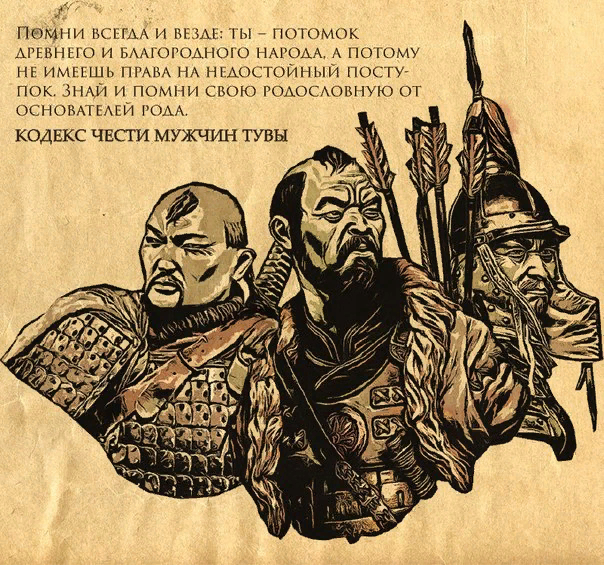 Помни всегда и везде: ты – потомок
древнего и благородного народа, а потому
не имеешь права на недостойный посту-
пок. Знай и помни свою родословную от
основателей рода.
КОДЕКС ЧЕСТИ МУЖЧИН ТУВЫ